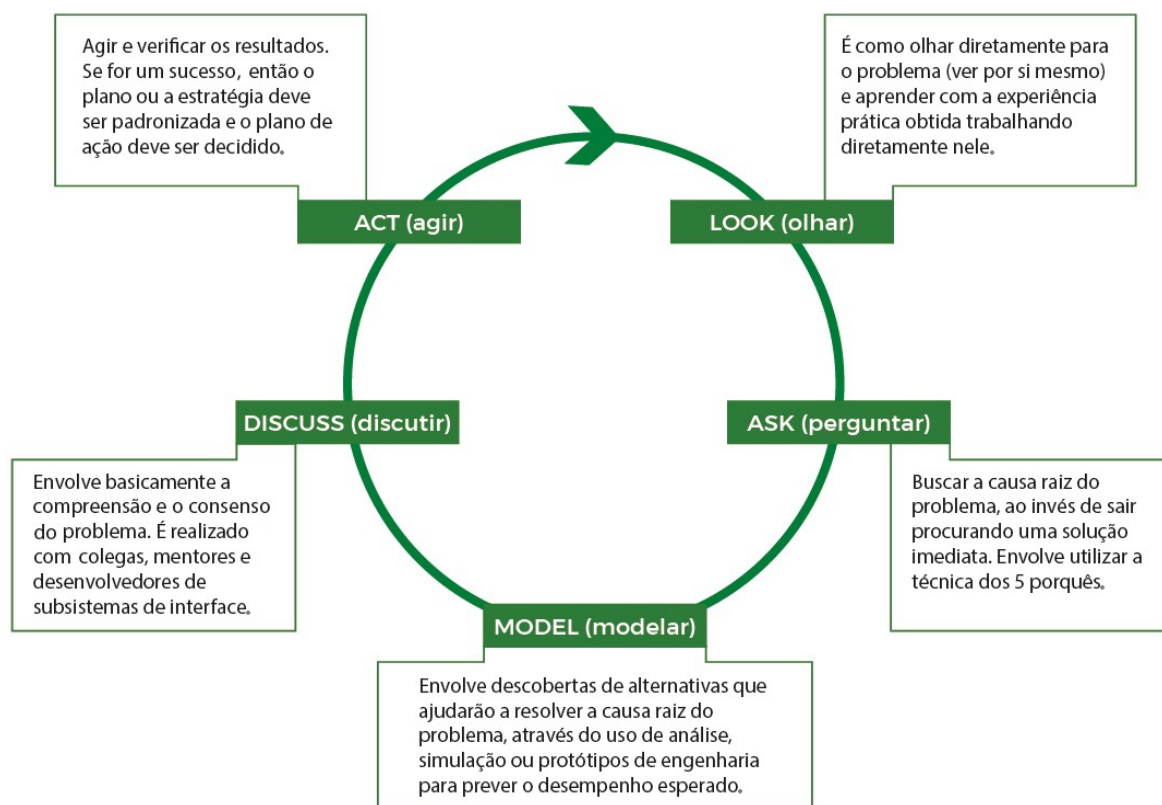 Agir e verificar os resultados.
Se for um sucesso, então o
plano ou a estratégia deve
ser padronizada e o plano de
ação deve ser decidido.
ACT (agir)
É como olhar diretamente para
o problema (ver por si mesmo)
e aprender com a experiência
prática obtida trabalhando
diretamente nele.
LOOK (olhar)
DISCUSS (discutir)
Envolve basicamente a
compreensão e o consenso
do problema. É realizado
com colegas, mentores e
desenvolvedores de
subsistemas de interface.
ASK (perguntar)
Buscar a causa raiz do
problema, ao invés de sair
procurando uma solução
imediata. Envolve utilizar a
técnica dos 5 porquês.
MODEL (modelar)
Envolve descobertas de alternativas que
ajudarão a resolver a causa raiz do
problema, através do uso de análise,
simulação ou protótipos de engenharia
para prever o desempenho esperado.